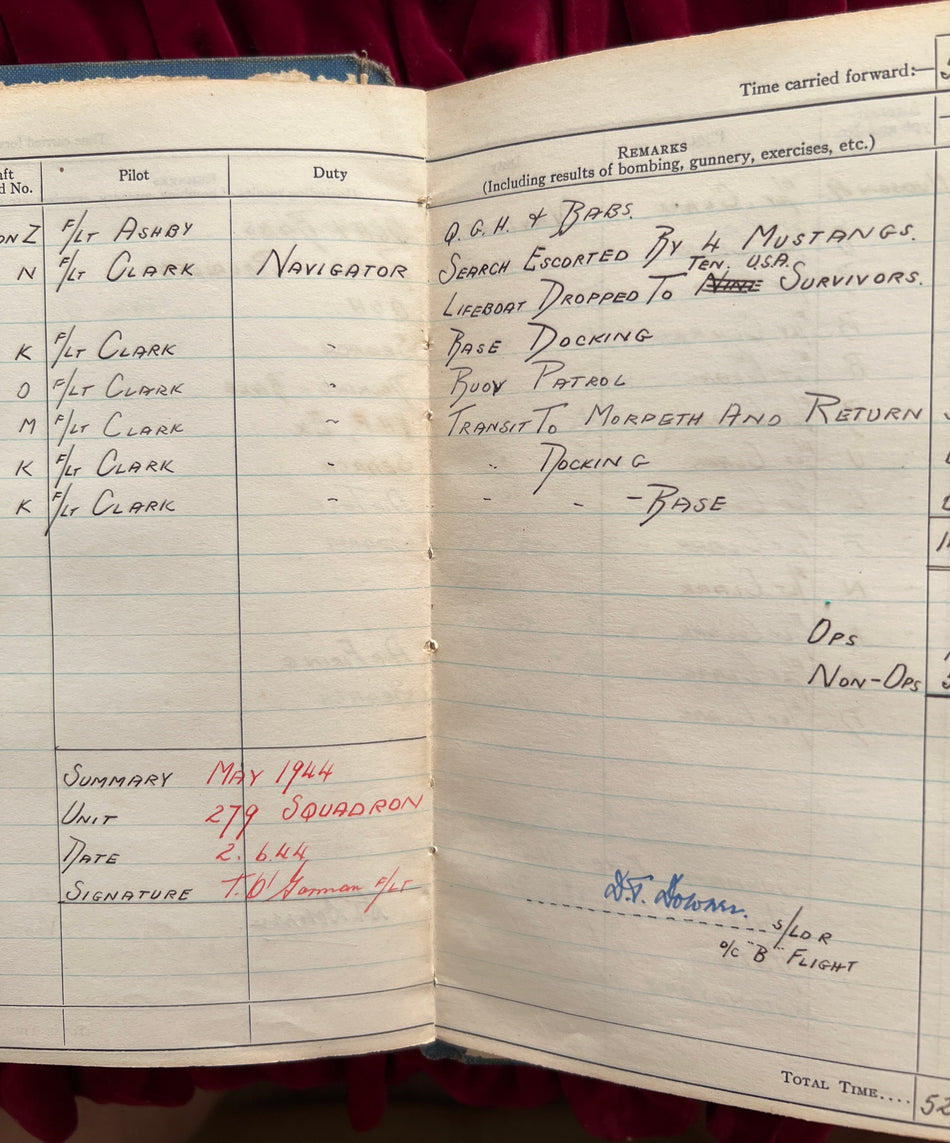 Time carried forward:—
REMARKS
(Including results of bombing, gunnery, exercises, etc.)
Pilot Duty
No.
Z F/LT ASHBY Q.G.H. & BABS.
N F/LT CLARK NAVIGATOR SEARCH ESCORTED BY 4 MUSTANGS.
TEN. U.S.A.
LIFEBOAT DROPPED TO NINE SURVIVORS.
K F/LT CLARK " BASE DOCKING
O F/LT CLARK " BUOY PATROL
M F/LT CLARK " TRANSIT TO MORPETH AND RETURN
K F/LT CLARK " " DOCKING
K F/LT CLARK " " " - BASE
OPS
NON-OPS
SUMMARY MAY 1944
UNIT 279 SQUADRON
DATE 2.6.44
SIGNATURE T. O'Gorman F/LT
D.T. Downer.
S/LDR
O/C "B" FLIGHT
TOTAL TIME....
52